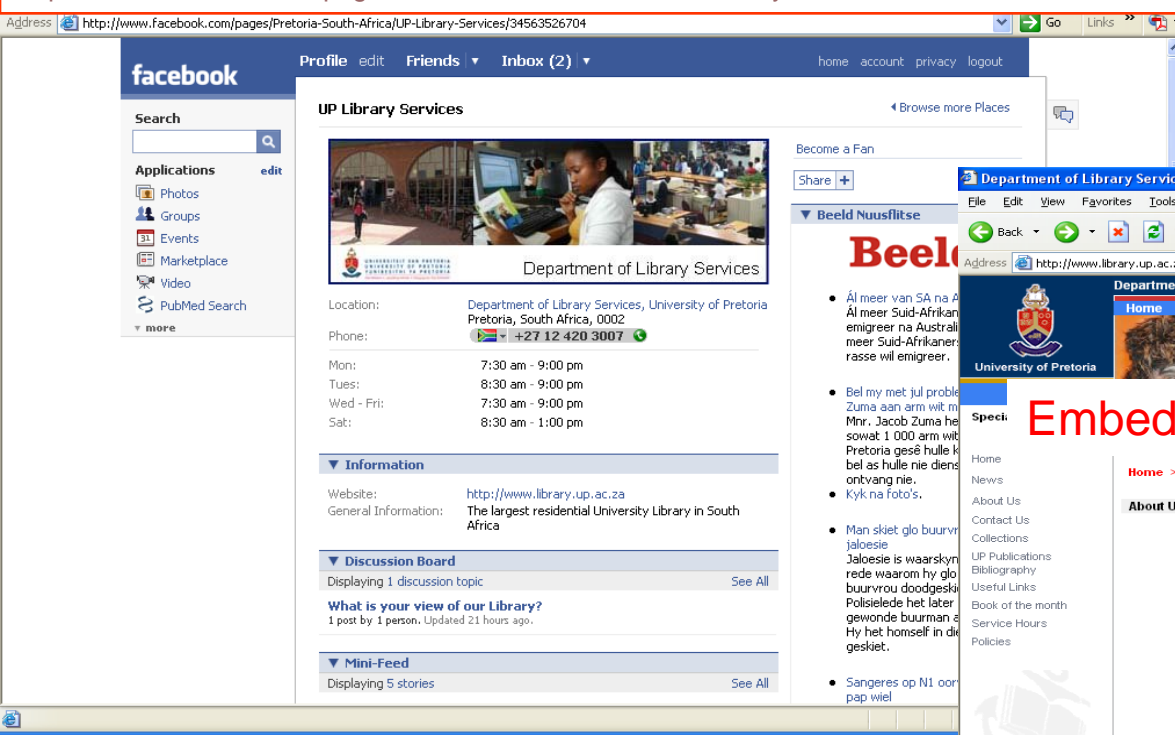 Address http://www.facebook.com/pages/Pretoria-South-Africa/UP-Library-Services/34563526704 Go Links »
facebook
Profile edit Friends Inbox (2)
home account privacy logout
Search
Applications edit
Photos
Groups
Events
Marketplace
Video
PubMed Search
more
UP Library Services
Browse more Places
Department of Library Services
Location: Department of Library Services, University of Pretoria
Pretoria, South Africa, 0002
Phone: +27 12 420 3007
Mon: 7:30 am - 9:00 pm
Tues: 8:30 am - 9:00 pm
Wed - Fri: 7:30 am - 9:00 pm
Sat: 8:30 am - 1:00 pm
Information
Website: http://www.library.up.ac.za
General Information: The largest residential University Library in South
Africa
Discussion Board
Displaying 1 discussion topic See All
What is your view of our Library?
1 post by 1 person. Updated 21 hours ago.
Mini-Feed
Displaying 5 stories See All
Become a Fan
Share +
Beeld Nuusflitse
Beel
Ál meer van SA na A
Ál meer Suid-Afrikan
emigreer na Australi
meer Suid-Afrikaners
rasse wil emigreer.
Bel my met jul proble
Zuma aan arm wit m
Mnr. Jacob Zuma he
sowat 1 000 arm wit
Pretoria gesê hulle k
bel as hulle nie diens
ontvang nie.
Kyk na foto's.
Man skiet glo buurvr
jaloesie
Jaloesie is waarskyn
rede waarom hy glo
buurvrou doodgeski
Polisielede het later
gewonde buurman a
Hy het homself in die
geskiet.
Sangeres op N1 oor
pap wiel
Department of Library Servic
File Edit View Favorites Tools
Back
Address http://www.library.up.ac.
Departme
Home
University of Pretoria
Speci
Embed
Home
News
About Us
Contact Us
Collections
UP Publications
Bibliography
Useful Links
Book of the month
Service Hours
Policies
Home >
About U